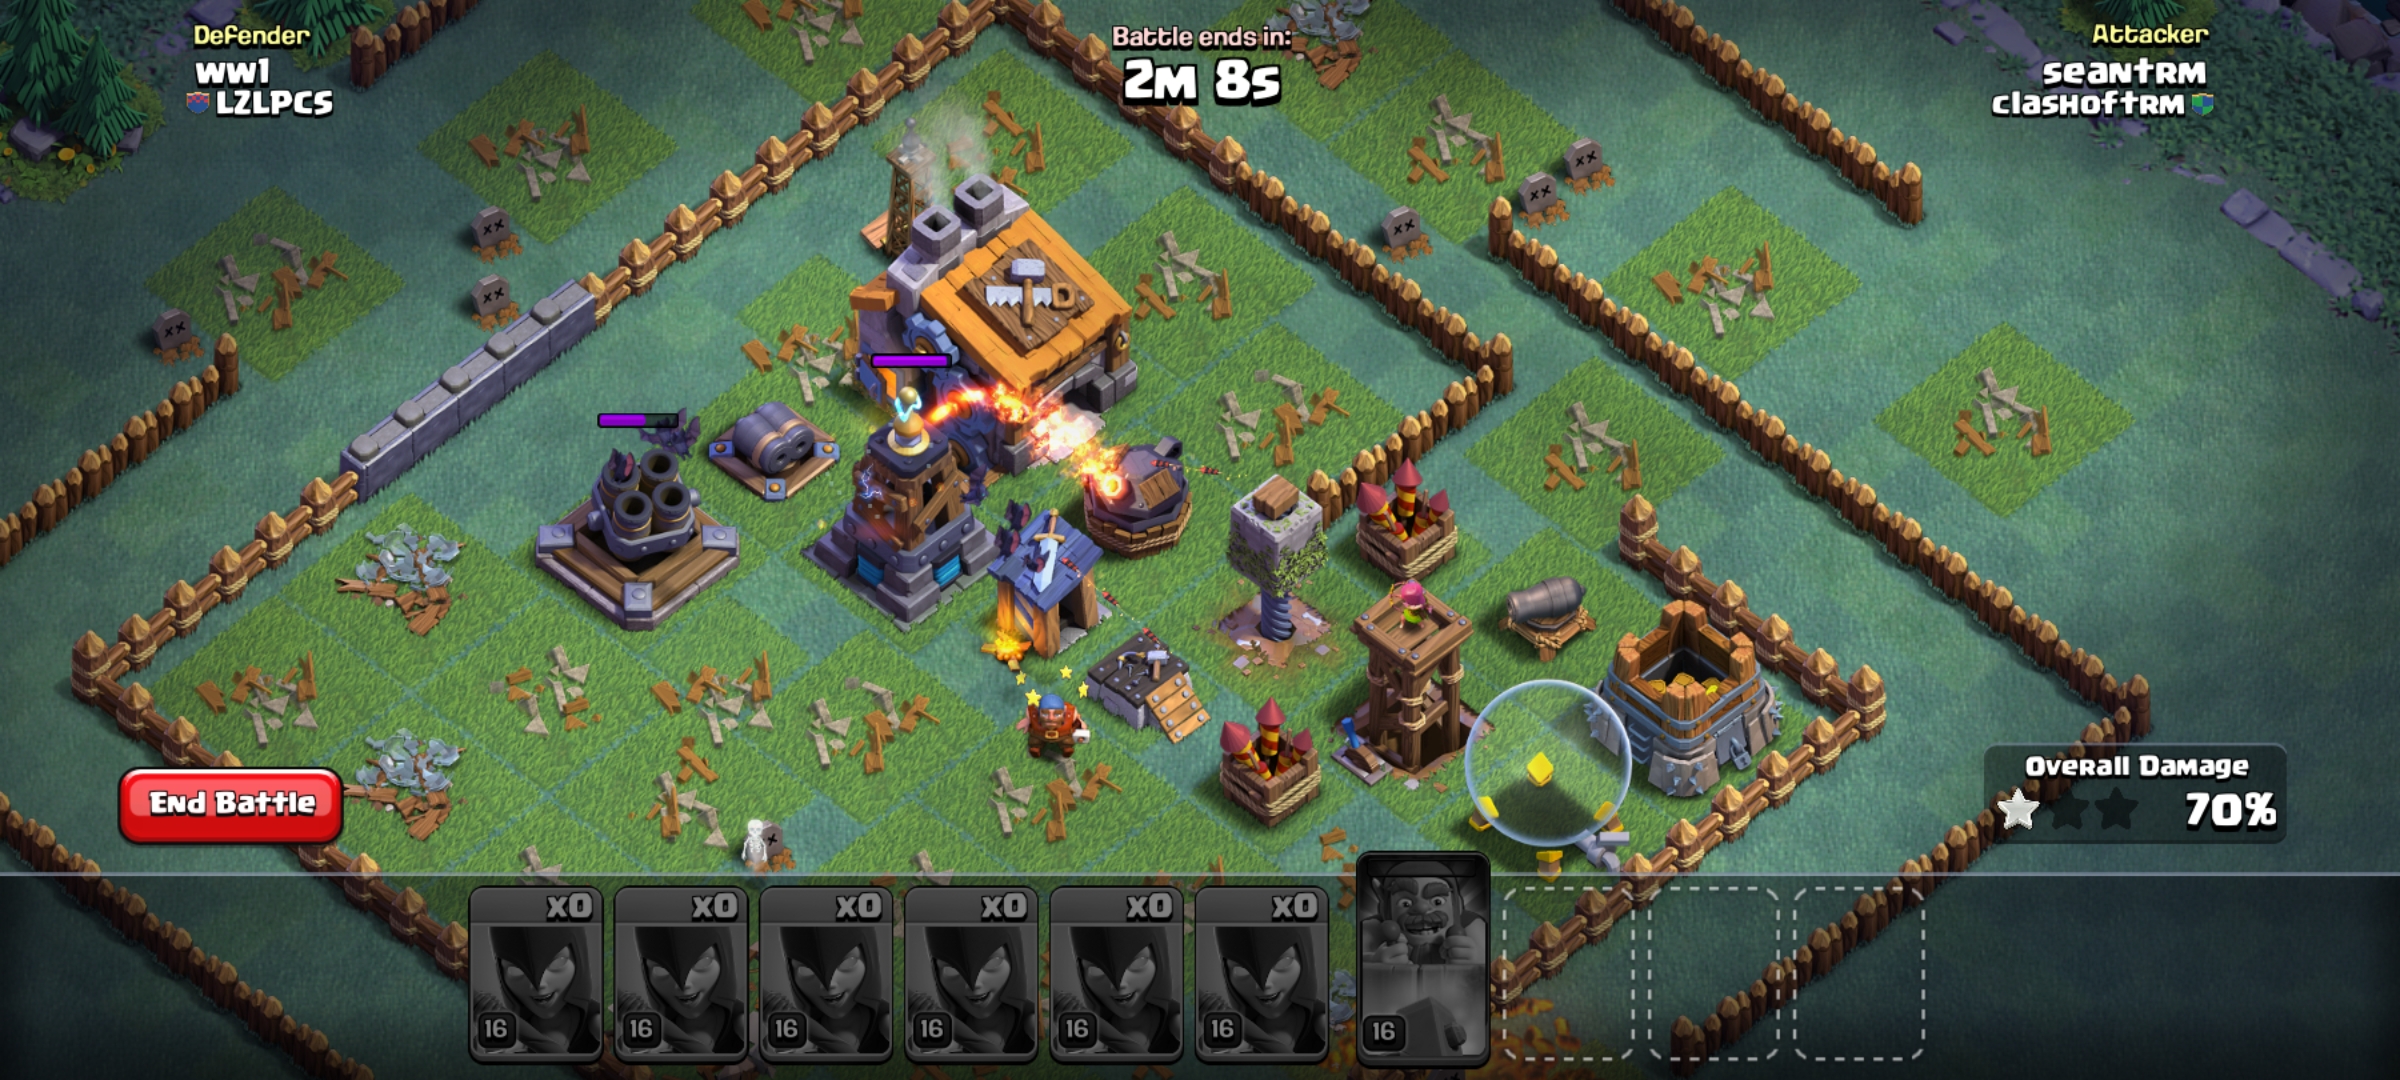 Defender
ww1
LZLPCS
Battle ends in:
2M 8s
Attacker
seantRM
clashoftRM
End Battle
Overall Damage
70%
x0
x0
x0
x0
x0
x0
16
16
16
16
16
16
16